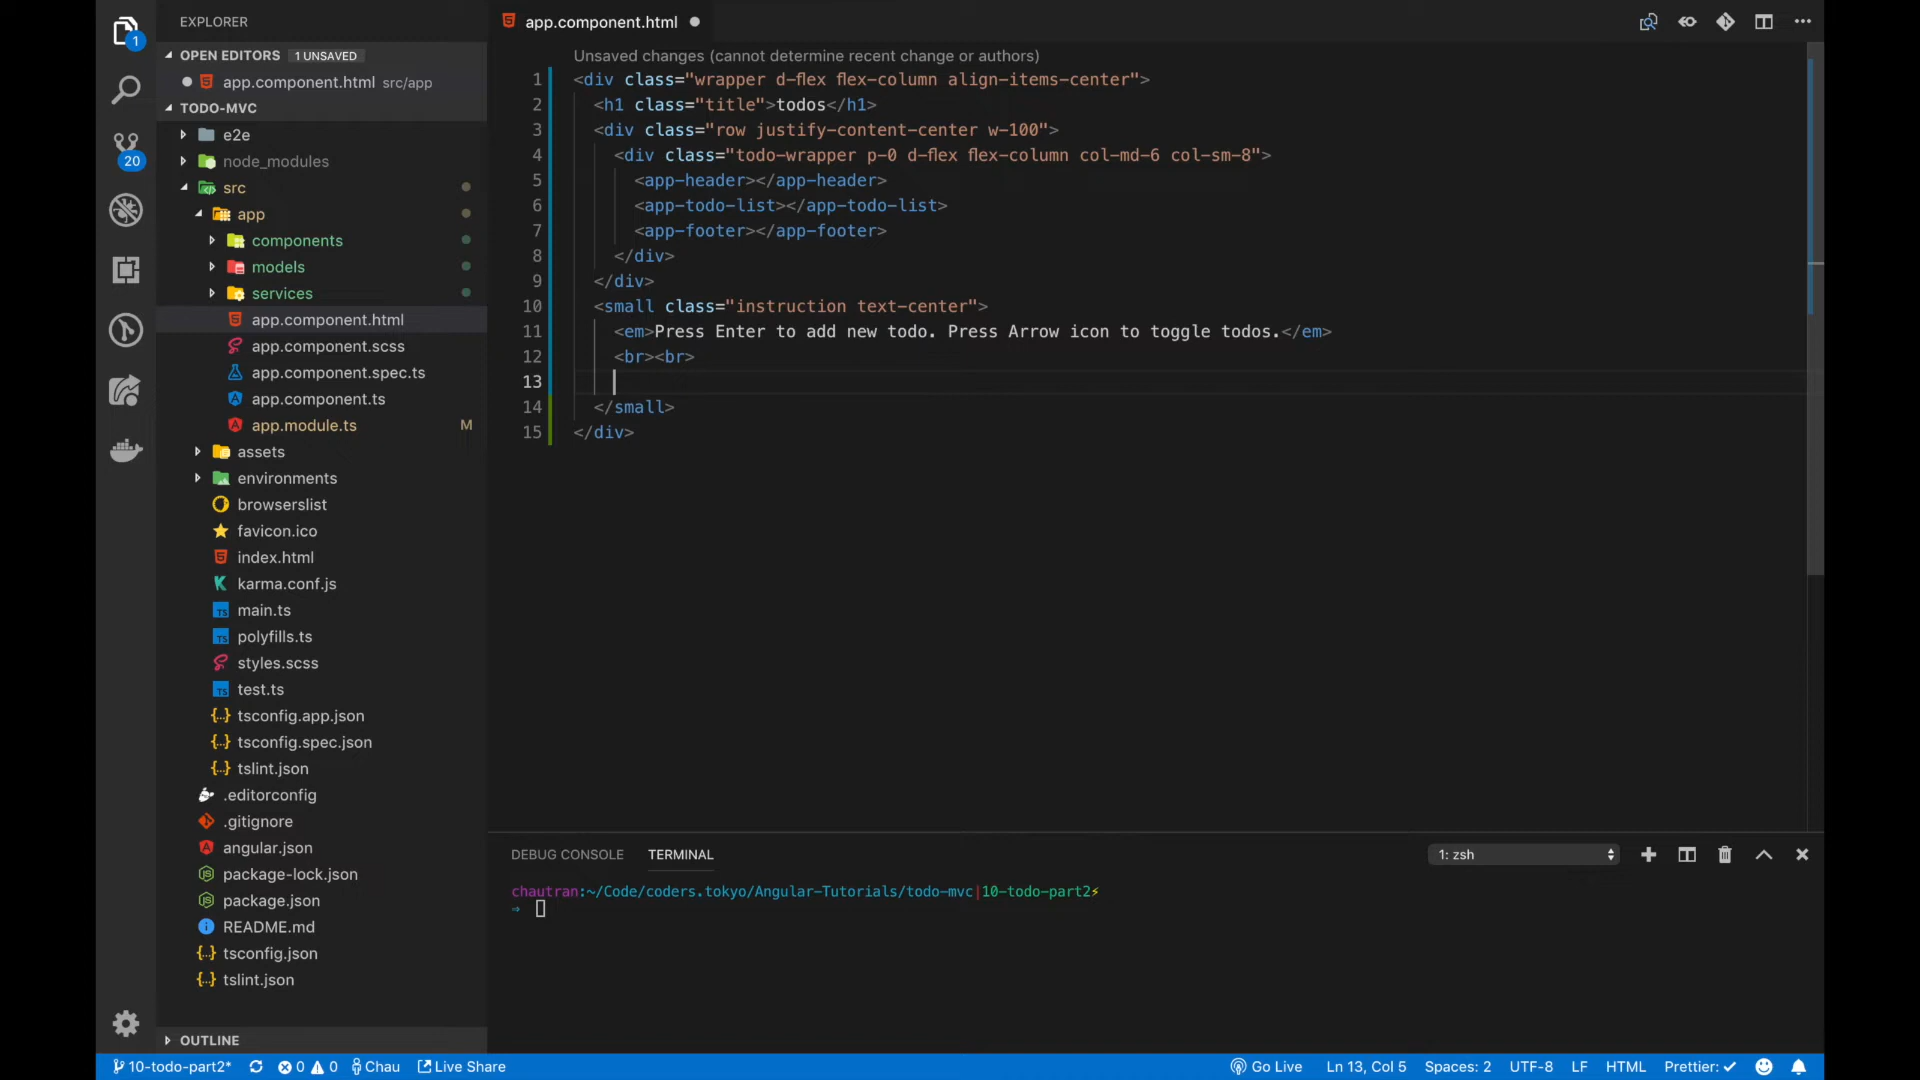 EXPLORER
OPEN EDITORS 1 UNSAVED
app.component.html src/app
TODO-MVC
e2e
node_modules
src
app
components
models
services
app.component.html
app.component.scss
app.component.spec.ts
app.component.ts
app.module.ts M
assets
environments
browserslist
favicon.ico
index.html
karma.conf.js
main.ts
polyfills.ts
styles.scss
test.ts
tsconfig.app.json
tsconfig.spec.json
tslint.json
.editorconfig
.gitignore
angular.json
package-lock.json
package.json
README.md
tsconfig.json
tslint.json
OUTLINE
1
20
app.component.html
Unsaved changes (cannot determine recent change or authors)
1 <div class="wrapper d-flex flex-column align-items-center">
2 <h1 class="title">todos</h1>
3 <div class="row justify-content-center w-100">
4 <div class="todo-wrapper p-0 d-flex flex-column col-md-6 col-sm-8">
5 <app-header></app-header>
6 <app-todo-list></app-todo-list>
7 <app-footer></app-footer>
8 </div>
9 </div>
10 <small class="instruction text-center">
11 <em>Press Enter to add new todo. Press Arrow icon to toggle todos.</em>
12 <br><br>
13
14 </small>
15 </div>
DEBUG CONSOLE TERMINAL 1: zsh
chautran:~/Code/coders.tokyo/Angular-Tutorials/todo-mvc|10-todo-part2⚡
⇒
10-todo-part2* 0 0 Chau Live Share Go Live Ln 13, Col 5 Spaces: 2 UTF-8 LF HTML Prettier: ✓